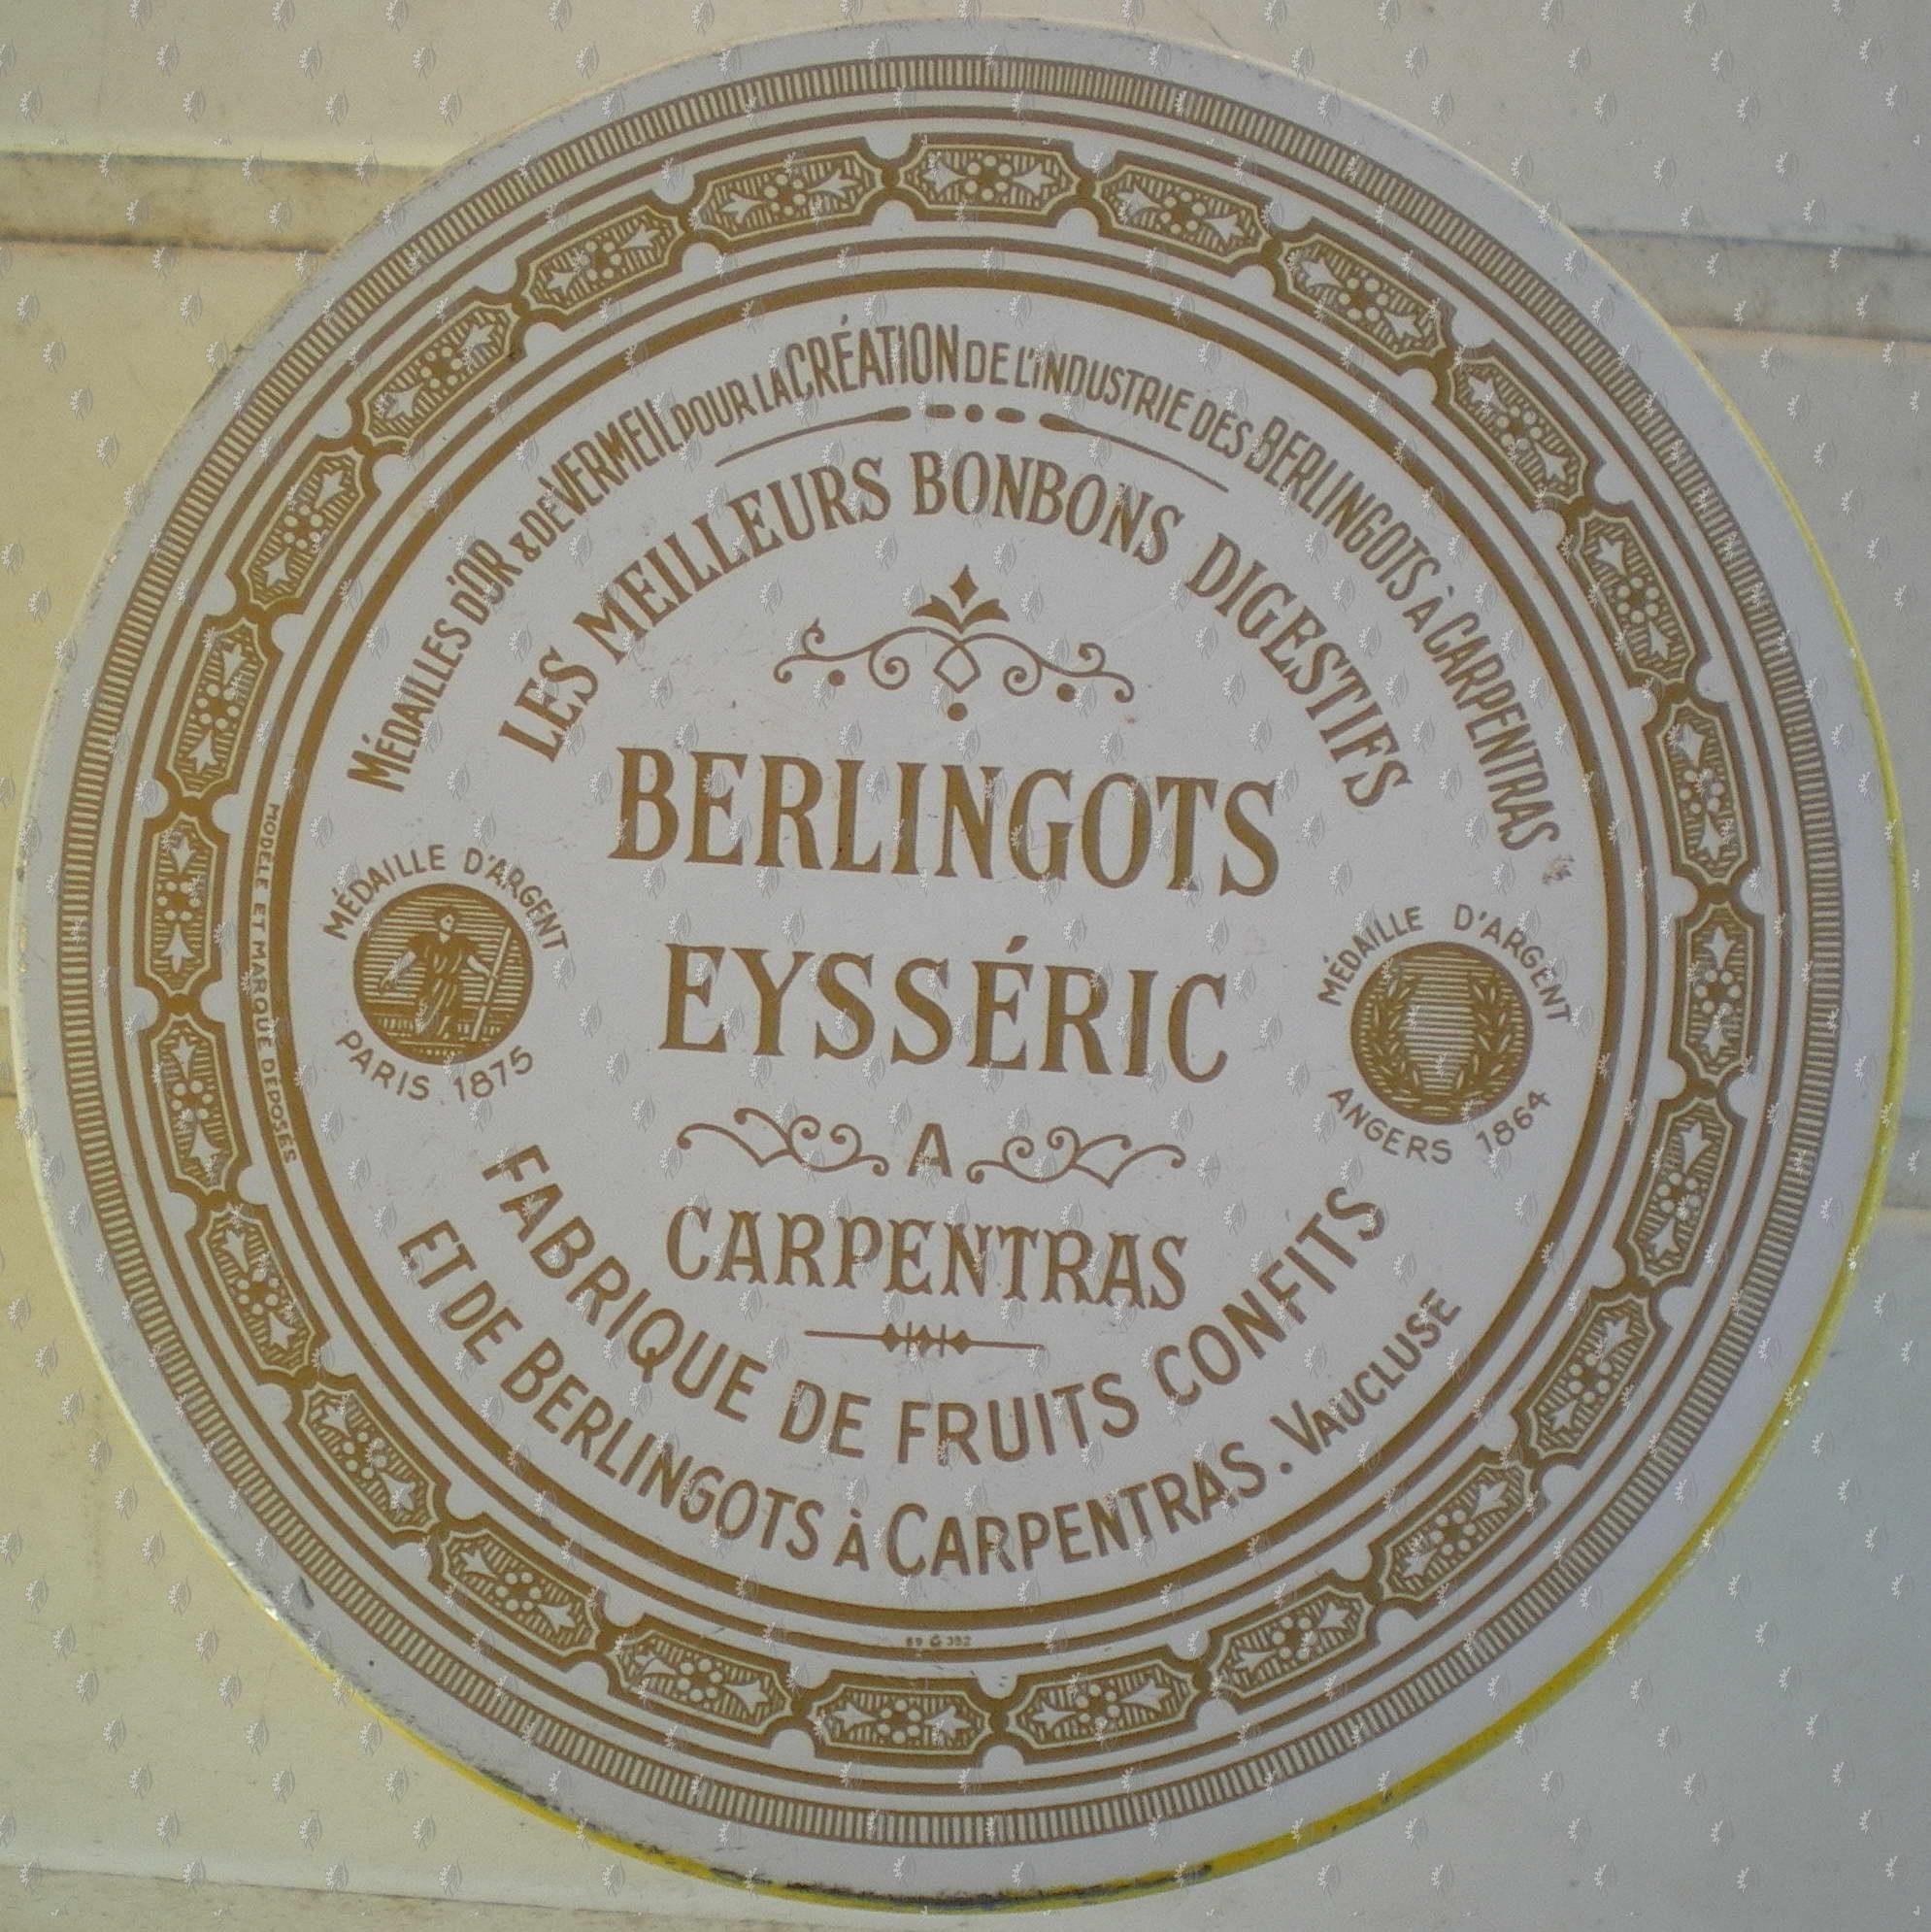 MÉDAILLES D'OR & DE VERMEIL POUR LA CRÉATION DE L'INDUSTRIE DES BERLINGOTS À CARPENTRAS
LES MEILLEURS BONBONS DIGESTIFS
BERLINGOTS
EYSSÉRIC
A
CARPENTRAS
MÉDAILLE D'ARGENT
PARIS 1875
MÉDAILLE D'ARGENT
ANGERS 1864
FABRIQUE DE FRUITS CONFITS
ET DE BERLINGOTS À CARPENTRAS. VAUCLUSE
MODÈLE ET MARQUE DÉPOSÉS
69 G 352